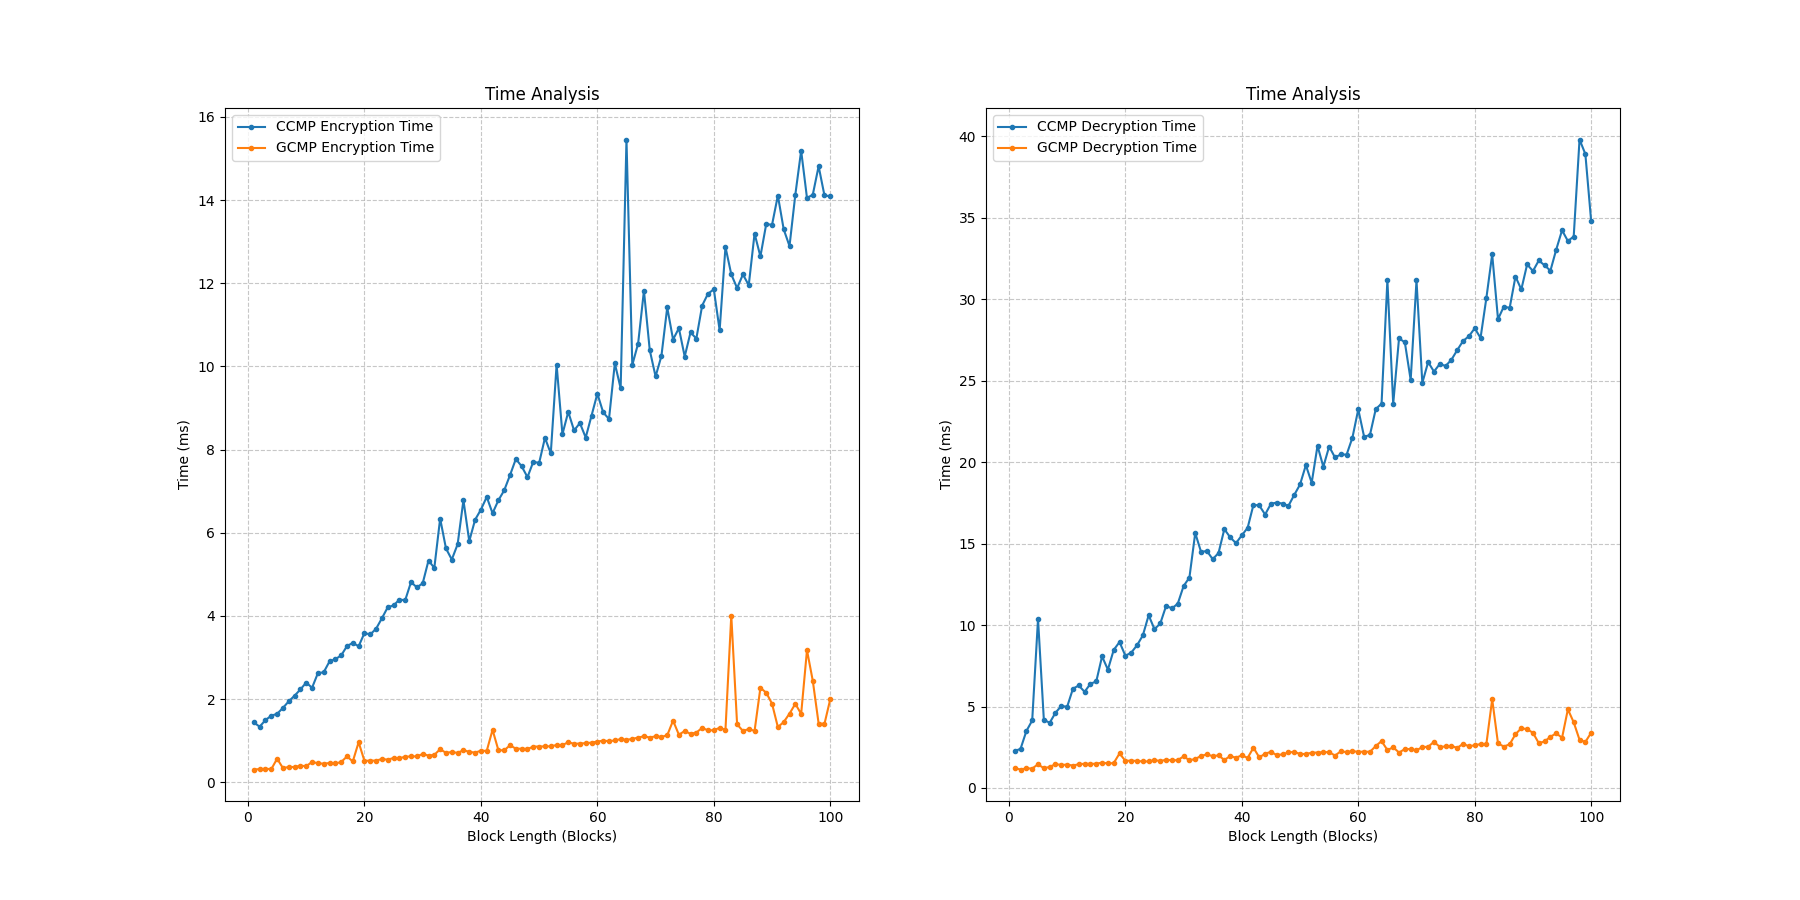 Time Analysis
CCMP Encryption Time
GCMP Encryption Time
16
14
12
10
8
6
4
2
0
Time (ms)
0 20 40 60 80 100
Block Length (Blocks)
Time Analysis
CCMP Decryption Time
GCMP Decryption Time
40
35
30
25
20
15
10
5
0
Time (ms)
0 20 40 60 80 100
Block Length (Blocks)